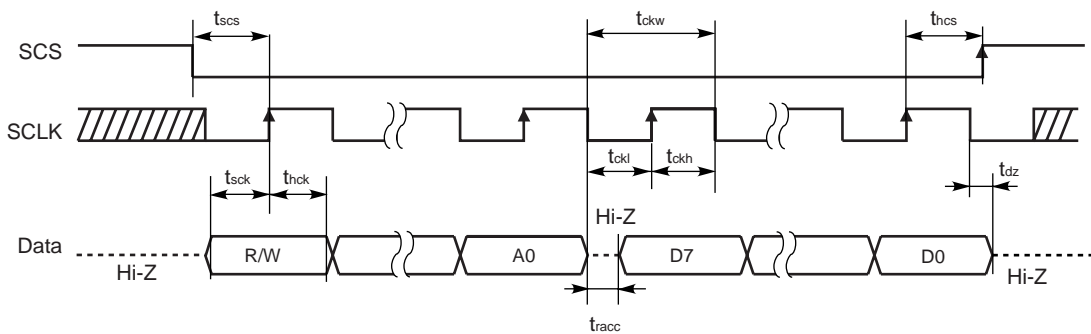 tscs
tckw
thcs
SCS
SCLK
tckl
tckh
tsck
thck
tdz
Hi-Z
Data
R/W
A0
D7
D0
Hi-Z
Hi-Z
tracc